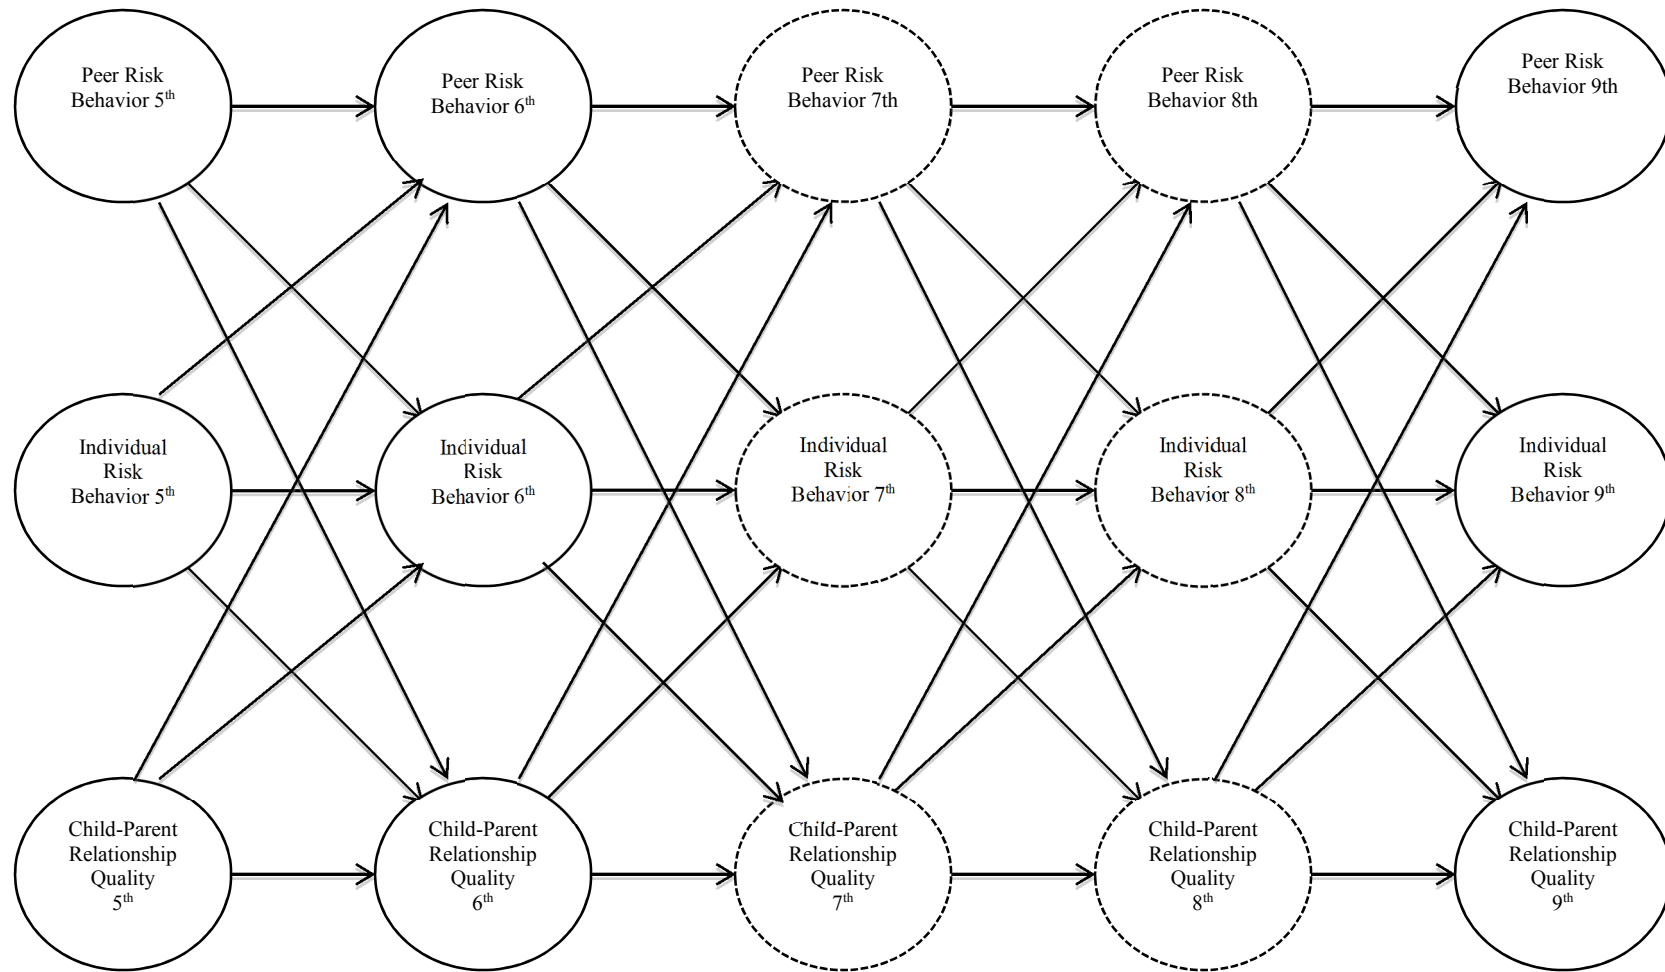 Peer Risk
Behavior 5th
Peer Risk
Behavior 6th
Peer Risk
Behavior 7th
Peer Risk
Behavior 8th
Peer Risk
Behavior 9th
Individual
Risk
Behavior 5th
Individual
Risk
Behavior 6th
Individual
Risk
Behavior 7th
Individual
Risk
Behavior 8th
Individual
Risk
Behavior 9th
Child-Parent
Relationship
Quality
5th
Child-Parent
Relationship
Quality
6th
Child-Parent
Relationship
Quality
7th
Child-Parent
Relationship
Quality
8th
Child-Parent
Relationship
Quality
9th